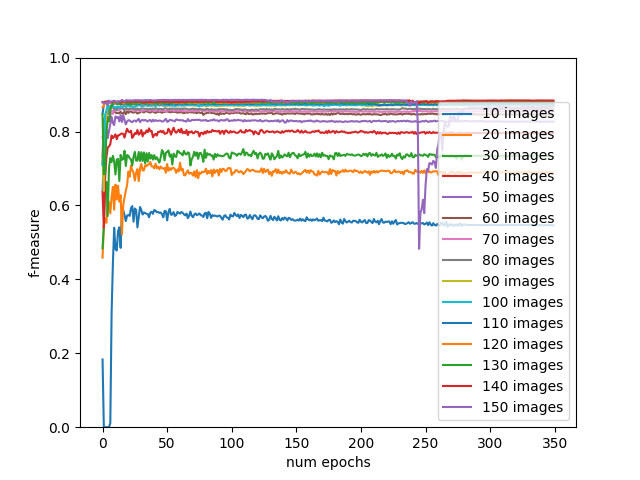 1.0
0.8
0.6
0.4
0.2
0.0
f-measure
0
50
100
150
200
250
300
350
num epochs
10 images
20 images
30 images
40 images
50 images
60 images
70 images
80 images
90 images
100 images
110 images
120 images
130 images
140 images
150 images